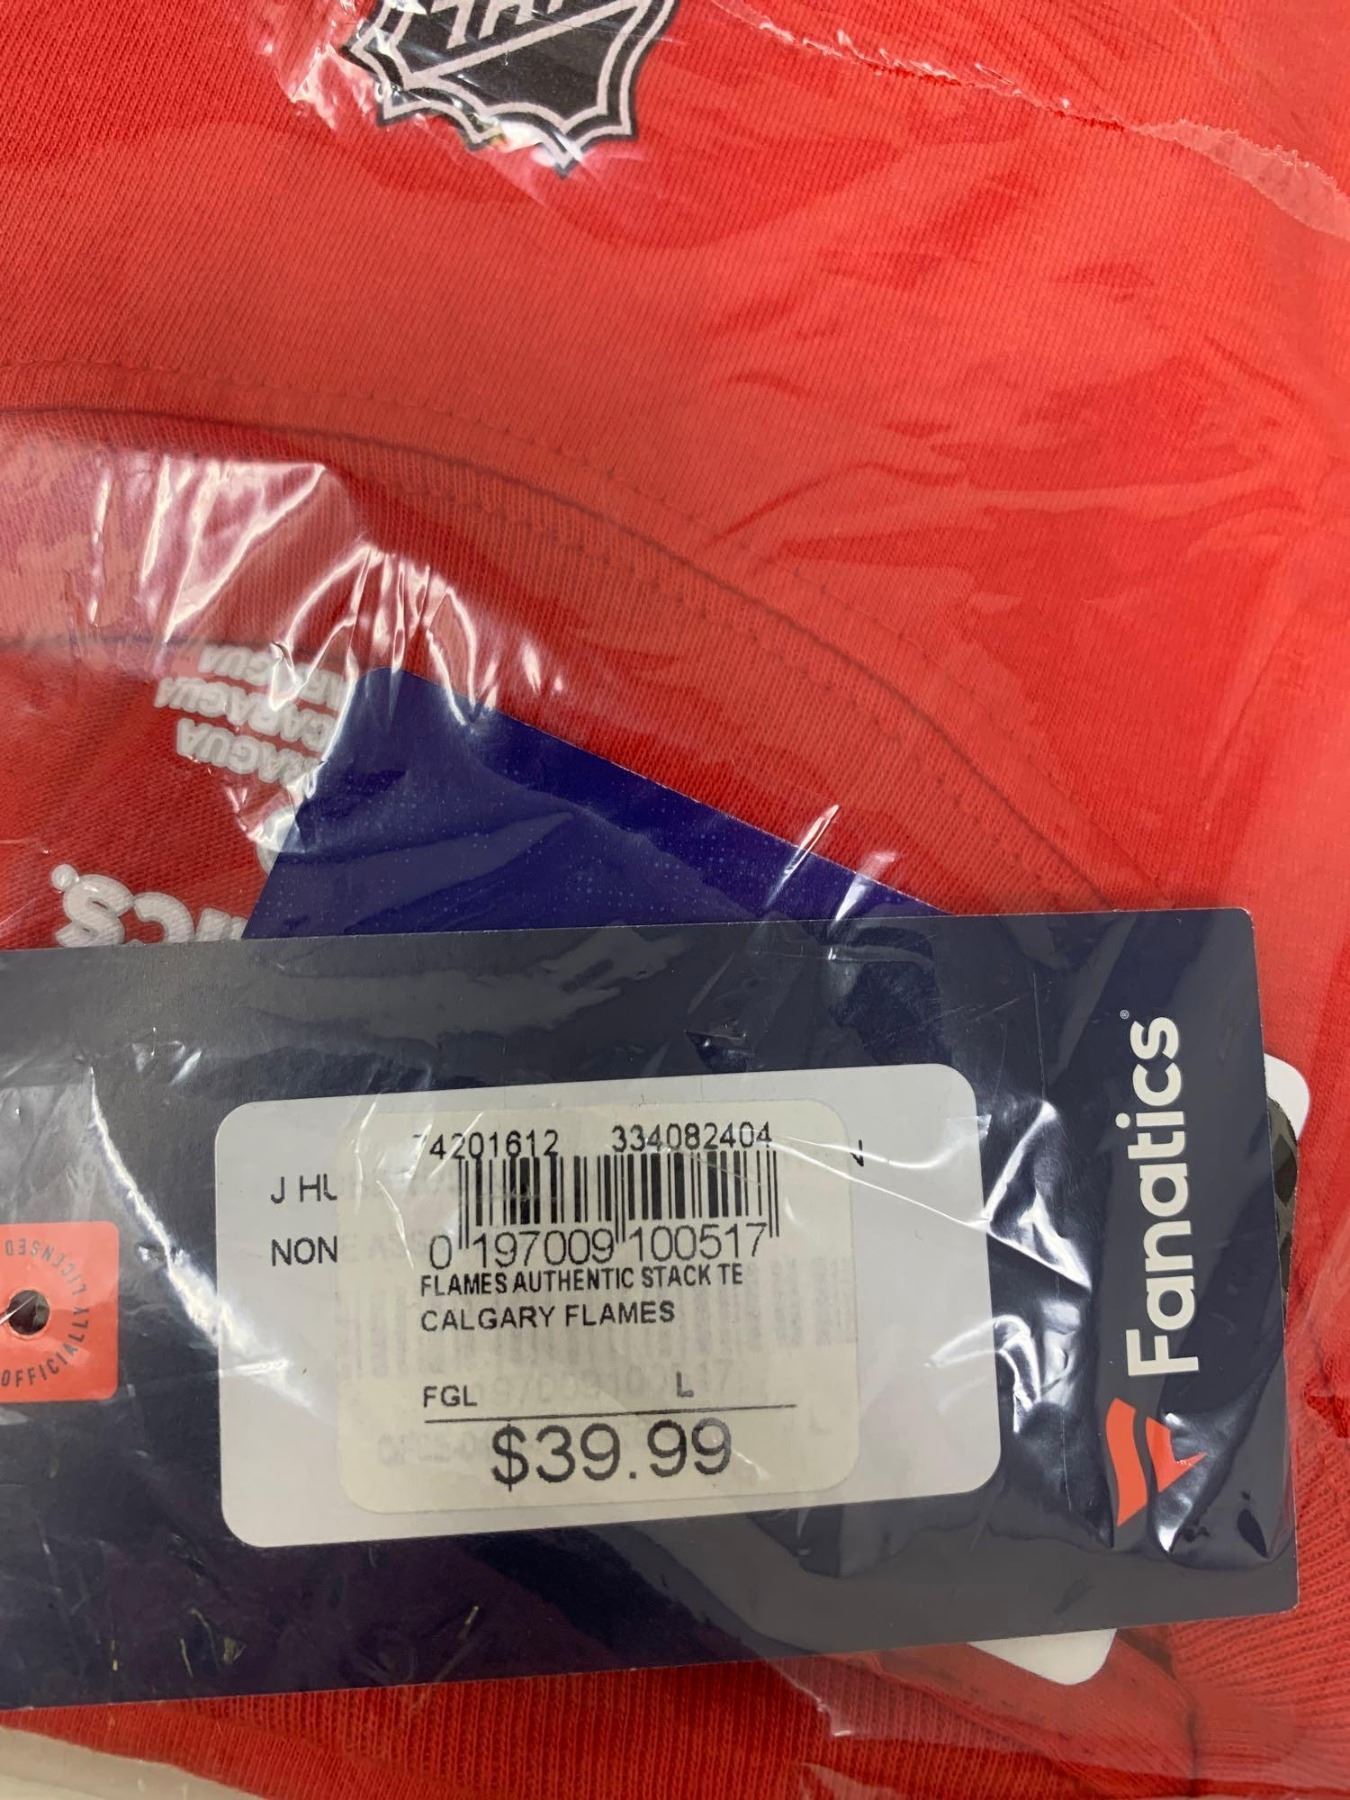 NHL
Fanatics
OFFICIALLY LICENSED
J HU
NON
74201612 334082404
0 197009 100517
FLAMES AUTHENTIC STACK TE
CALGARY FLAMES
FGL L
$39.99